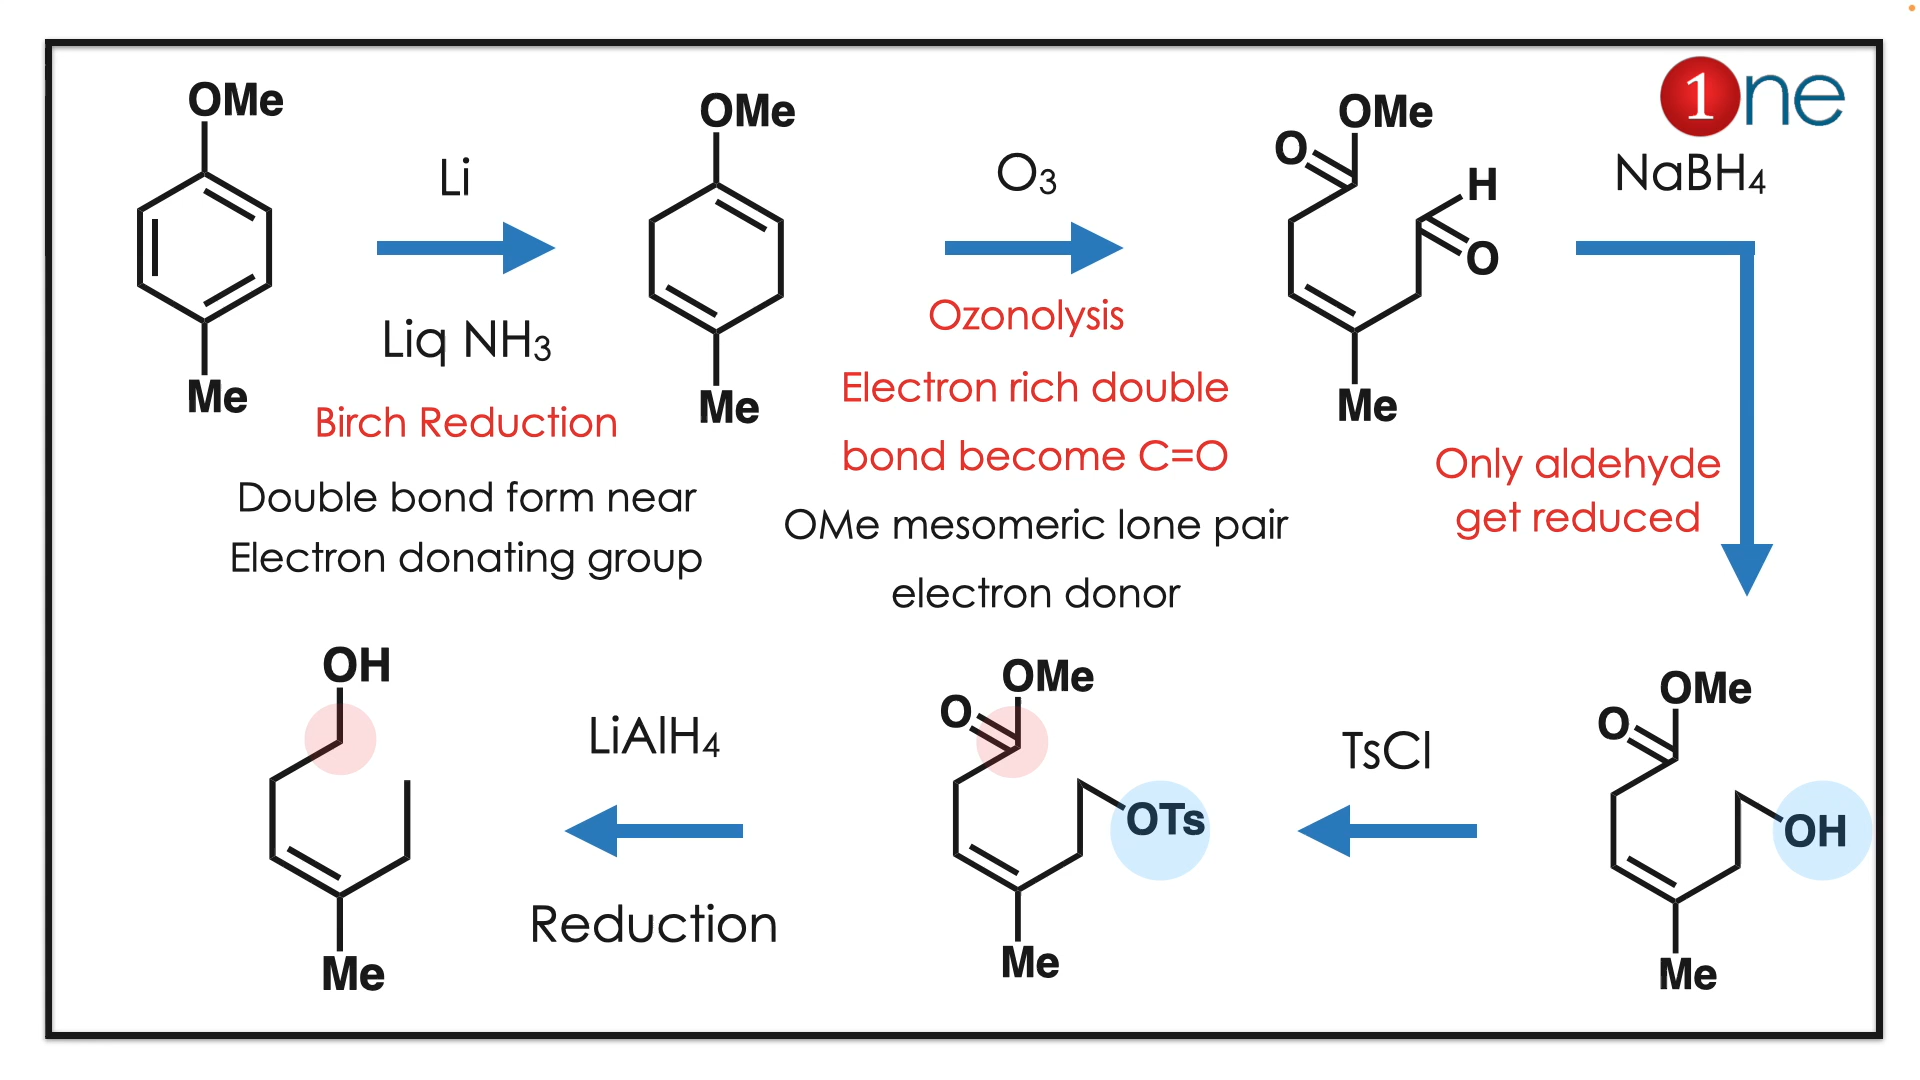 1ne
OMe
Me
Li
Liq NH₃
Birch Reduction
Double bond form near
Electron donating group
OMe
Me
O₃
Ozonolysis
Electron rich double
bond become C=O
OMe mesomeric lone pair
electron donor
OMe
O
H
O
Me
NaBH₄
Only aldehyde
get reduced
OMe
O
OH
Me
TsCl
OMe
O
OTs
Me
LiAlH₄
Reduction
OH
Me